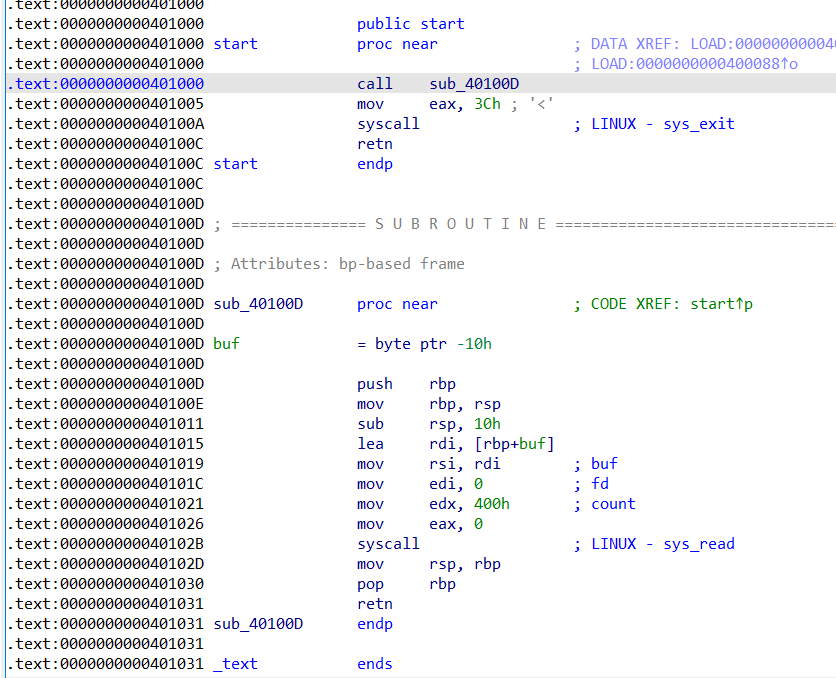 .text:0000000000401000
.text:0000000000401000 public start
.text:0000000000401000 start proc near ; DATA XREF: LOAD:00000000004
.text:0000000000401000 ; LOAD:0000000000400088↑o
.text:0000000000401000 call sub_40100D
.text:0000000000401005 mov eax, 3Ch ; '<'
.text:000000000040100A syscall ; LINUX - sys_exit
.text:000000000040100C retn
.text:000000000040100C start endp
.text:000000000040100C
.text:000000000040100D
.text:000000000040100D ; =============== S U B R O U T I N E ===============================
.text:000000000040100D
.text:000000000040100D ; Attributes: bp-based frame
.text:000000000040100D
.text:000000000040100D sub_40100D proc near ; CODE XREF: start↑p
.text:000000000040100D
.text:000000000040100D buf = byte ptr -10h
.text:000000000040100D
.text:000000000040100D push rbp
.text:000000000040100E mov rbp, rsp
.text:0000000000401011 sub rsp, 10h
.text:0000000000401015 lea rdi, [rbp+buf]
.text:0000000000401019 mov rsi, rdi ; buf
.text:000000000040101C mov edi, 0 ; fd
.text:0000000000401021 mov edx, 400h ; count
.text:0000000000401026 mov eax, 0
.text:000000000040102B syscall ; LINUX - sys_read
.text:000000000040102D mov rsp, rbp
.text:0000000000401030 pop rbp
.text:0000000000401031 retn
.text:0000000000401031 sub_40100D endp
.text:0000000000401031
.text:0000000000401031 _text ends